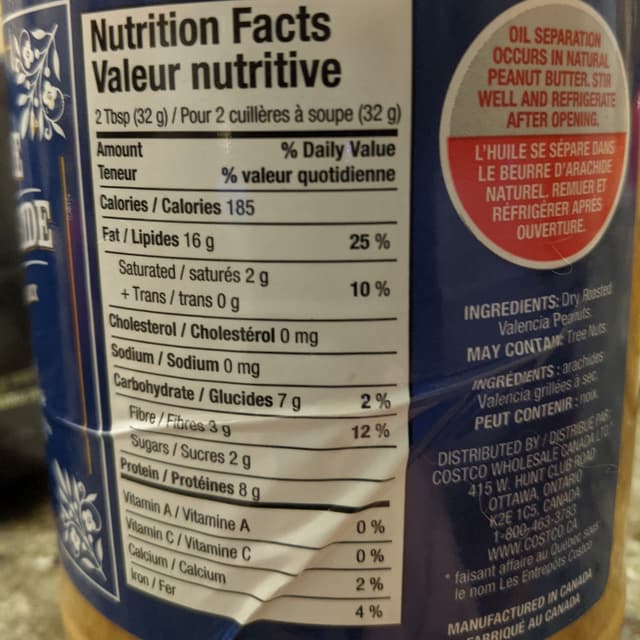 Nutrition Facts
Valeur nutritive
2 Tbsp (32 g) / Pour 2 cuillères à soupe (32 g)
Amount % Daily Value
Teneur % valeur quotidienne
Calories / Calories 185
Fat / Lipides 16 g 25 %
Saturated / saturés 2 g
+ Trans / trans 0 g 10 %
Cholesterol / Cholestérol 0 mg
Sodium / Sodium 0 mg
Carbohydrate / Glucides 7 g 2 %
Fibre / Fibres 3 g 12 %
Sugars / Sucres 2 g
Protein / Protéines 8 g
Vitamin A / Vitamine A 0 %
Vitamin C / Vitamine C 0 %
Calcium / Calcium 2 %
Iron / Fer 4 %
OIL SEPARATION
OCCURS IN NATURAL
PEANUT BUTTER. STIR
WELL AND REFRIGERATE
AFTER OPENING.
L'HUILE SE SÉPARE DANS
LE BEURRE D'ARACHIDE
NATUREL. REMUER ET
RÉFRIGÉRER APRÈS
OUVERTURE.
INGREDIENTS: Dry Roasted
Valencia Peanuts.
MAY CONTAIN: Tree Nuts.
INGRÉDIENTS : arachides
Valencia grillées à sec.
PEUT CONTENIR : noix.
DISTRIBUTED BY / DISTRIBUÉ PAR:
COSTCO WHOLESALE CANADA LTD*
415 W. HUNT CLUB ROAD
OTTAWA, ONTARIO
K2E 1C5, CANADA
1-800-463-3783
WWW.COSTCO.CA
* faisant affaire au Québec sous
le nom Les Entrepôts Costco
MANUFACTURED IN CANADA
FABRIQUÉ AU CANADA